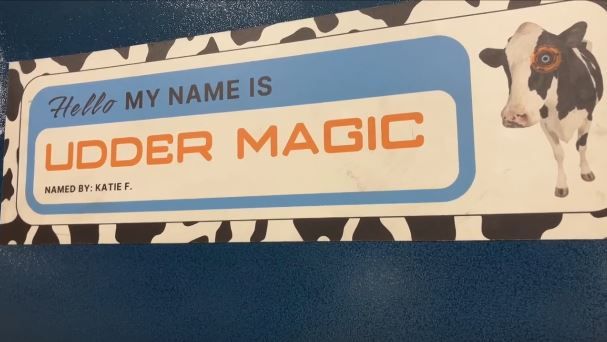 Hello MY NAME IS
UDDER MAGIC
NAMED BY: KATIE F.